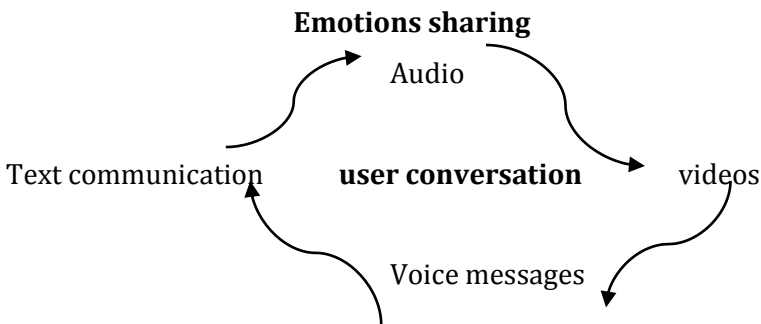 Emotions sharing
Audio
Text communication user conversation videos
Voice messages